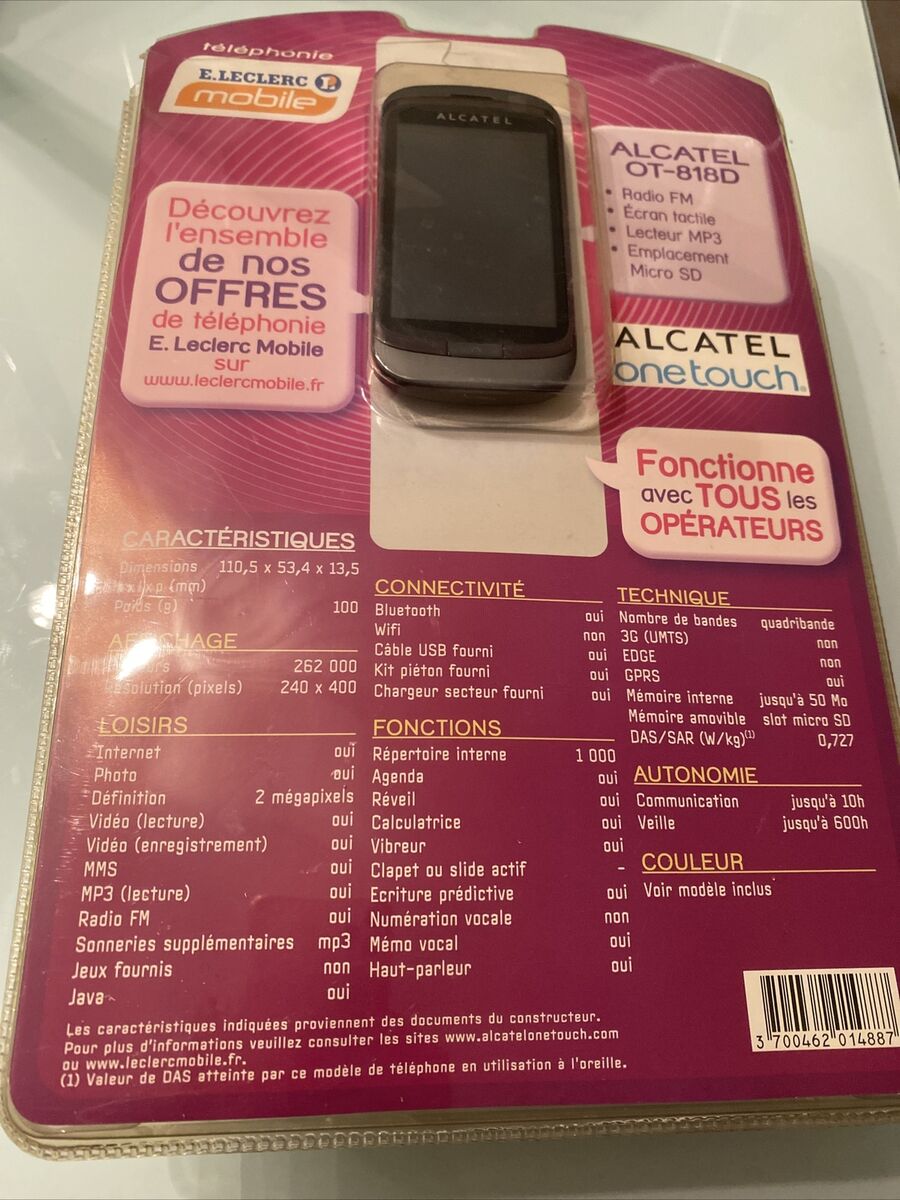 téléphonie
E.LECLERC
mobile
ALCATEL
ALCATEL
OT-818D
• Radio FM
• Écran tactile
• Lecteur MP3
• Emplacement
Micro SD
Découvrez
l'ensemble
de nos
OFFRES
de téléphonie
E. Leclerc Mobile
sur
www.leclercmobile.fr
ALCATEL
onetouch.
Fonctionne
avec TOUS les
OPÉRATEURS
CARACTÉRISTIQUES
Dimensions 110,5 x 53,4 x 13,5
(mm)
Poids (g) 100
AFFICHAGE
262 000
Résolution (pixels) 240 x 400
LOISIRS
Internet oui
Photo oui
Définition 2 mégapixels
Vidéo (lecture) oui
Vidéo (enregistrement) oui
MMS oui
MP3 (lecture) oui
Radio FM oui
Sonneries supplémentaires mp3
Jeux fournis non
Java oui
CONNECTIVITÉ
Bluetooth oui
Wifi non
Câble USB fourni oui
Kit piéton fourni oui
Chargeur secteur fourni oui
FONCTIONS
Répertoire interne 1 000
Agenda oui
Réveil oui
Calculatrice oui
Vibreur oui
Clapet ou slide actif -
Ecriture prédictive oui
Numération vocale non
Mémo vocal oui
Haut-parleur oui
TECHNIQUE
Nombre de bandes quadribande
3G (UMTS) non
EDGE non
GPRS oui
Mémoire interne jusqu'à 50 Mo
Mémoire amovible slot micro SD
DAS/SAR (W/kg)(1) 0,727
AUTONOMIE
Communication jusqu'à 10h
Veille jusqu'à 600h
COULEUR
Voir modèle inclus
Les caractéristiques indiquées proviennent des documents du constructeur.
Pour plus d'informations veuillez consulter les sites www.alcatelonetouch.com
ou www.leclercmobile.fr.
(1) Valeur de DAS atteinte par ce modèle de téléphone en utilisation à l'oreille.
3 700462 014887